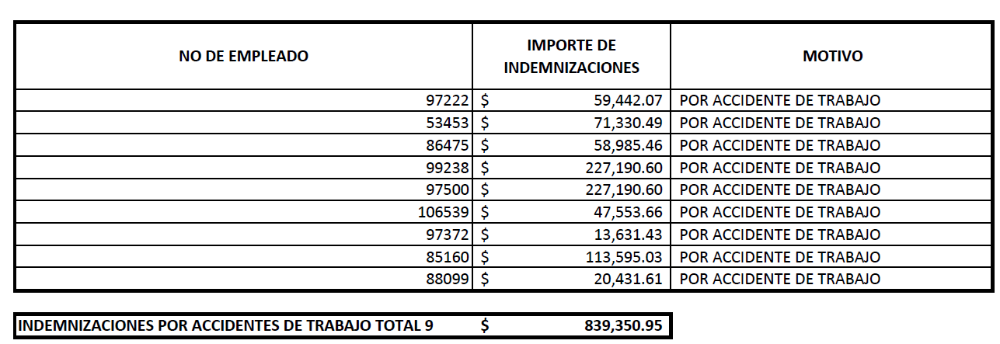 NO DE EMPLEADO IMPORTE DE INDEMNIZACIONES MOTIVO
97222 $ 59,442.07 POR ACCIDENTE DE TRABAJO
53453 $ 71,330.49 POR ACCIDENTE DE TRABAJO
86475 $ 58,985.46 POR ACCIDENTE DE TRABAJO
99238 $ 227,190.60 POR ACCIDENTE DE TRABAJO
97500 $ 227,190.60 POR ACCIDENTE DE TRABAJO
106539 $ 47,553.66 POR ACCIDENTE DE TRABAJO
97372 $ 13,631.43 POR ACCIDENTE DE TRABAJO
85160 $ 113,595.03 POR ACCIDENTE DE TRABAJO
88099 $ 20,431.61 POR ACCIDENTE DE TRABAJO
INDEMNIZACIONES POR ACCIDENTES DE TRABAJO TOTAL 9 $ 839,350.95